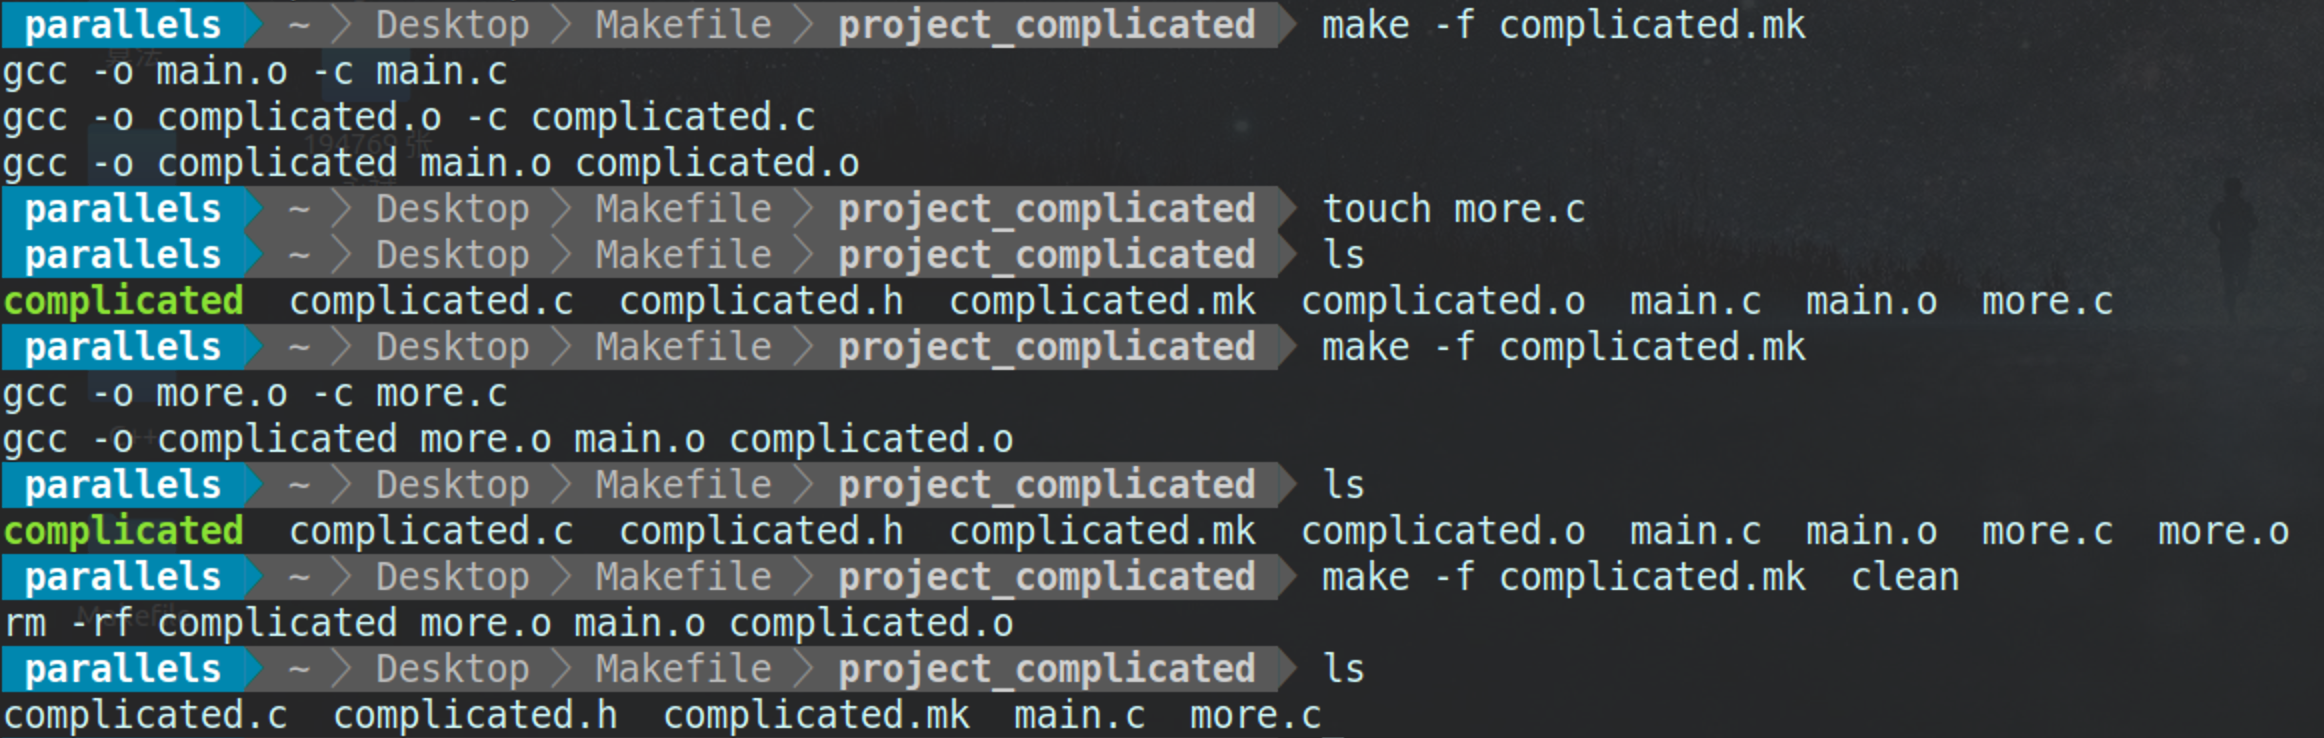 parallels ~ Desktop Makefile project_complicated make -f complicated.mk
gcc -o main.o -c main.c
gcc -o complicated.o -c complicated.c
gcc -o complicated main.o complicated.o
parallels ~ Desktop Makefile project_complicated touch more.c
parallels ~ Desktop Makefile project_complicated ls
complicated complicated.c complicated.h complicated.mk complicated.o main.c main.o more.c
parallels ~ Desktop Makefile project_complicated make -f complicated.mk
gcc -o more.o -c more.c
gcc -o complicated more.o main.o complicated.o
parallels ~ Desktop Makefile project_complicated ls
complicated complicated.c complicated.h complicated.mk complicated.o main.c main.o more.c more.o
parallels ~ Desktop Makefile project_complicated make -f complicated.mk clean
rm -rf complicated more.o main.o complicated.o
parallels ~ Desktop Makefile project_complicated ls
complicated.c complicated.h complicated.mk main.c more.c